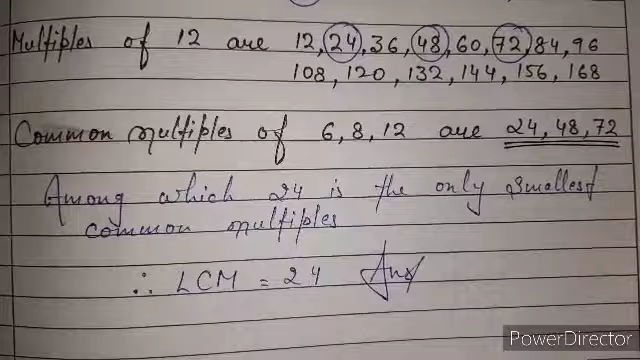 Multiples of 12 are 12, 24, 36, 48, 60, 72, 84, 96
108, 120, 132, 144, 156, 168
Common multiples of 6, 8, 12 are 24, 48, 72
Among which 24 is the only smallest
common multiples
∴ LCM = 24 Ans
PowerDirector